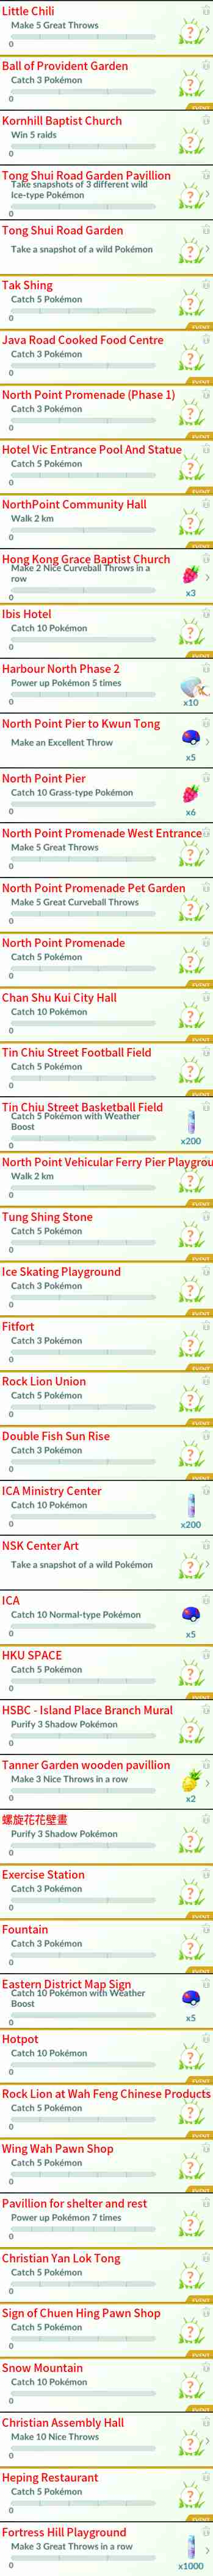 Little Chili
Make 5 Great Throws
?
0
Ball of Provident Garden
Catch 3 Pokémon
?
0
EVENT
Kornhill Baptist Church
Win 5 raids
?
0
Tong Shui Road Garden Pavillion
Take snapshots of 3 different wild
Ice-type Pokémon
?
0
Tong Shui Road Garden
Take a snapshot of a wild Pokémon
?
Tak Shing
Catch 5 Pokémon
?
0
EVENT
Java Road Cooked Food Centre
Catch 3 Pokémon
?
0
EVENT
North Point Promenade (Phase 1)
Catch 3 Pokémon
?
0
EVENT
Hotel Vic Entrance Pool And Statue
Catch 5 Pokémon
?
0
EVENT
NorthPoint Community Hall
Walk 2 km
?
0
Hong Kong Grace Baptist Church
Make 2 Nice Curveball Throws in a
row
0
x3
Ibis Hotel
Catch 10 Pokémon
?
0
Harbour North Phase 2
Power up Pokémon 5 times
0
x10
North Point Pier to Kwun Tong
Make an Excellent Throw
x5
North Point Pier
Catch 10 Grass-type Pokémon
0
x6
North Point Promenade West Entrance
Make 5 Great Throws
?
0
North Point Promenade Pet Garden
Make 5 Great Curveball Throws
?
0
North Point Promenade
Catch 5 Pokémon
?
0
EVENT
Chan Shu Kui City Hall
Catch 10 Pokémon
?
0
Tin Chiu Street Football Field
Catch 5 Pokémon
?
0
EVENT
Tin Chiu Street Basketball Field
Catch 5 Pokémon with Weather
Boost
0
x200
North Point Vehicular Ferry Pier Playgrou
Walk 2 km
?
0
Tung Shing Stone
Catch 5 Pokémon
?
0
EVENT
Ice Skating Playground
Catch 3 Pokémon
?
0
EVENT
Fitfort
Catch 3 Pokémon
?
0
EVENT
Rock Lion Union
Catch 5 Pokémon
?
0
EVENT
Double Fish Sun Rise
Catch 3 Pokémon
?
0
EVENT
ICA Ministry Center
Catch 10 Pokémon
0
x200
NSK Center Art
Take a snapshot of a wild Pokémon
?
ICA
Catch 10 Normal-type Pokémon
0
x5
HKU SPACE
Catch 5 Pokémon
?
0
EVENT
HSBC - Island Place Branch Mural
Purify 3 Shadow Pokémon
?
0
Tanner Garden wooden pavillion
Make 3 Nice Throws in a row
0
x2
螺旋花花壁畫
Purify 3 Shadow Pokémon
?
0
Exercise Station
Catch 3 Pokémon
?
0
EVENT
Fountain
Catch 3 Pokémon
?
0
EVENT
Eastern District Map Sign
Catch 10 Pokémon with Weather
Boost
0
x5
Hotpot
Catch 10 Pokémon
?
0
Rock Lion at Wah Feng Chinese Products
Catch 5 Pokémon
?
0
EVENT
Wing Wah Pawn Shop
Catch 5 Pokémon
?
0
EVENT
Pavillion for shelter and rest
Power up Pokémon 7 times
?
0
Christian Yan Lok Tong
Catch 5 Pokémon
?
0
EVENT
Sign of Chuen Hing Pawn Shop
Catch 5 Pokémon
?
0
EVENT
Snow Mountain
Catch 10 Pokémon
?
0
Christian Assembly Hall
Make 10 Nice Throws
?
0
Heping Restaurant
Catch 5 Pokémon
?
0
EVENT
Fortress Hill Playground
Make 3 Great Throws in a row
0
x1000